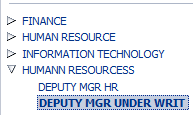 FINANCE
HUMAN RESOURCE
INFORMATION TECHNOLOGY
HUMANN RESOURCESS
DEPUTY MGR HR
DEPUTY MGR UNDER WRIT